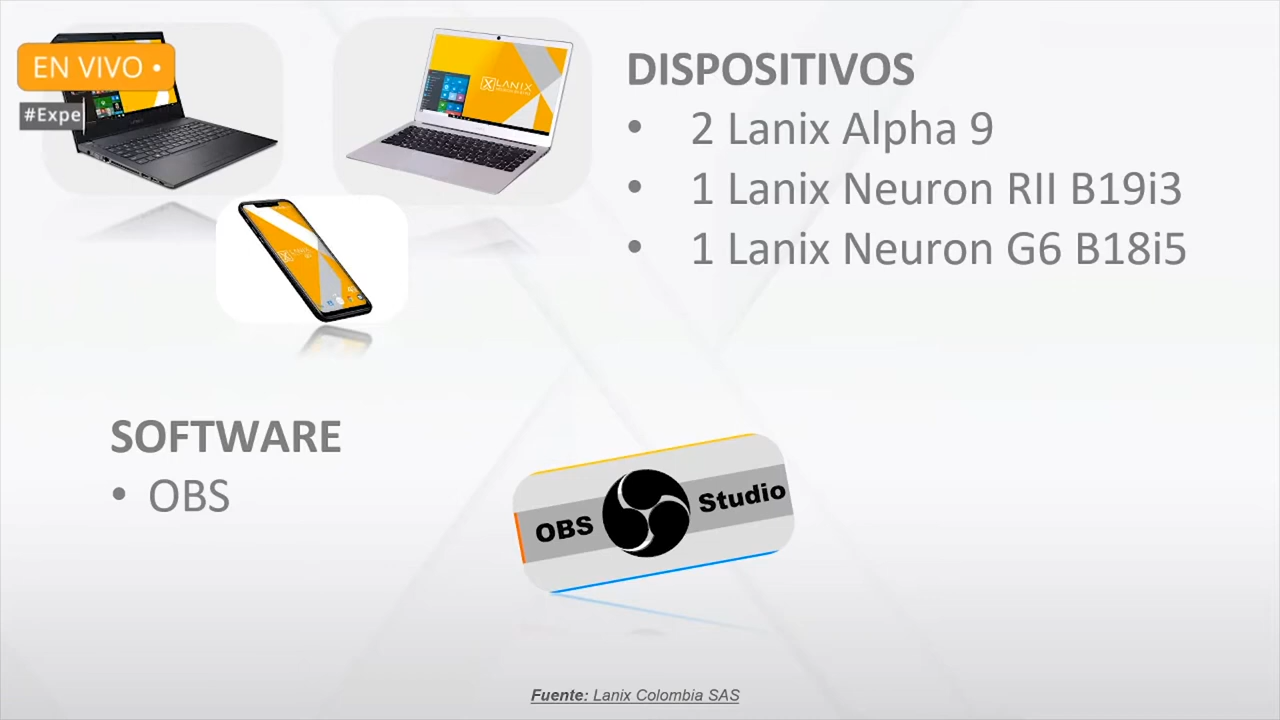 EN VIVO •
#Expe
LANIX
DISPOSITIVOS
• 2 Lanix Alpha 9
• 1 Lanix Neuron RII B19i3
• 1 Lanix Neuron G6 B18i5
SOFTWARE
• OBS
OBS Studio
Fuente: Lanix Colombia SAS